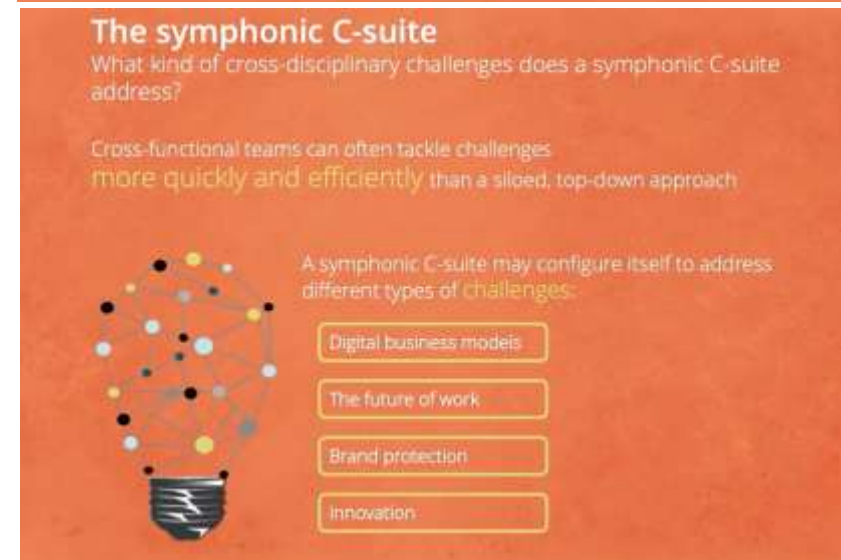 The symphonic C-suite
What kind of cross-disciplinary challenges does a symphonic C-suite
address?
Cross-functional teams can often tackle challenges
more quickly and efficiently than a siloed, top-down approach
A symphonic C-suite may configure itself to address
different types of challenges:
Digital business models
The future of work
Brand protection
Innovation